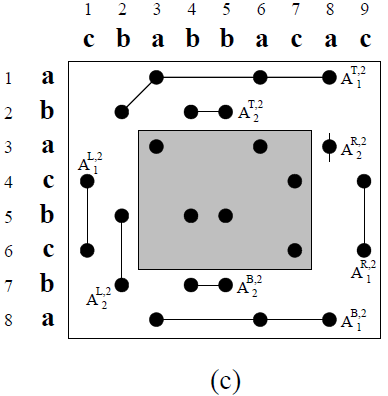 1 2 3 4 5 6 7 8 9
c b a b b a c a c
1 a A₁ᵀ,²
2 b A₂ᵀ,²
3 a A₂ᴿ,²
A₁ᴸ,²
4 c
5 b
6 c A₁ᴿ,²
7 b A₂ᴸ,² A₂ᴮ,²
8 a A₁ᴮ,²
(c)